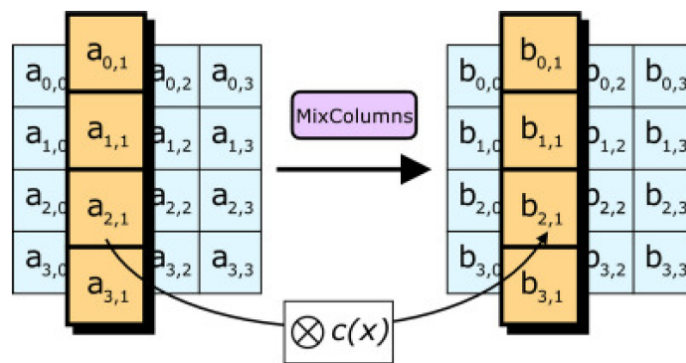 a0,0 a0,1 a0,2 a0,3
a1,0 a1,1 a1,2 a1,3
a2,0 a2,1 a2,2 a2,3
a3,0 a3,1 a3,2 a3,3
MixColumns
b0,0 b0,1 b0,2 b0,3
b1,0 b1,1 b1,2 b1,3
b2,0 b2,1 b2,2 b2,3
b3,0 b3,1 b3,2 b3,3
⊗ c(x)